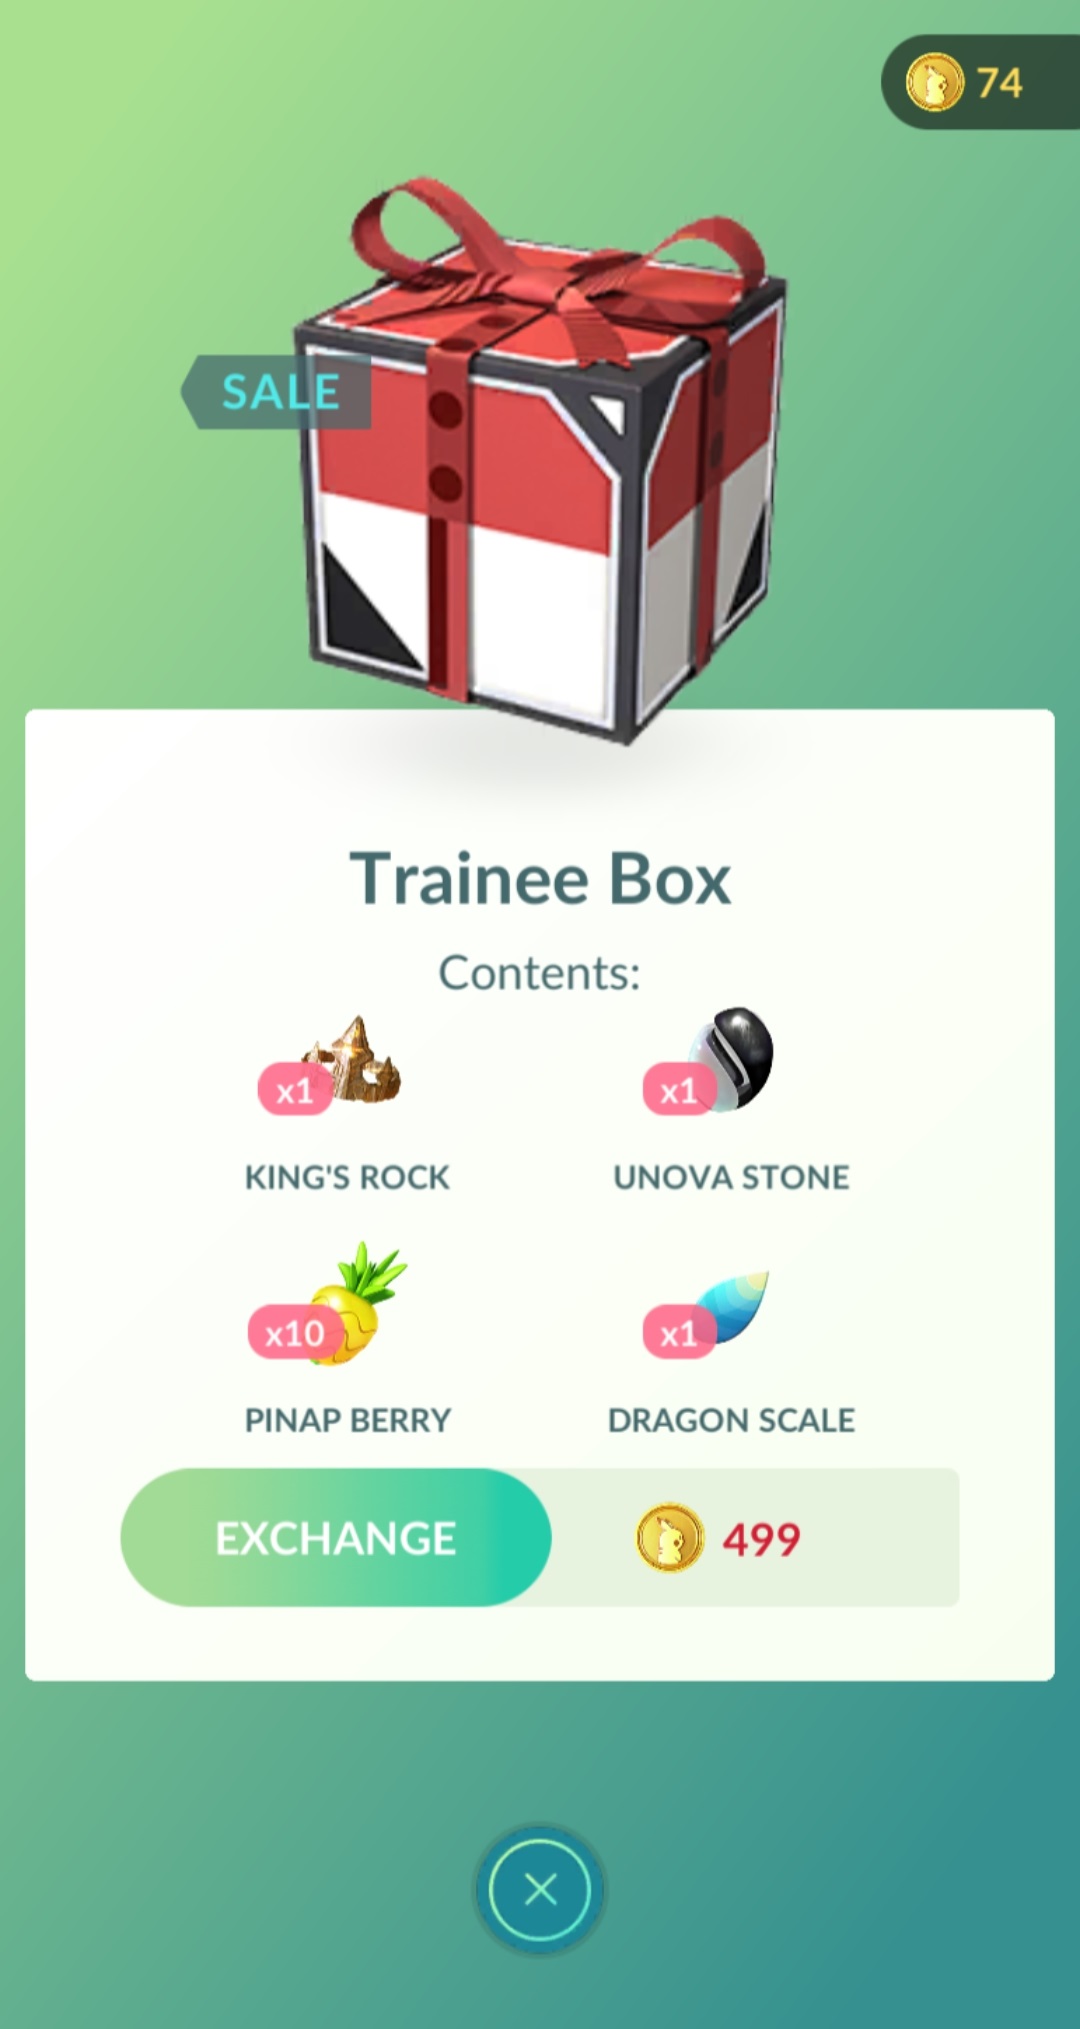 74
SALE
Trainee Box
Contents:
x1
x1
KING'S ROCK
UNOVA STONE
x10
x1
PINAP BERRY
DRAGON SCALE
EXCHANGE
499